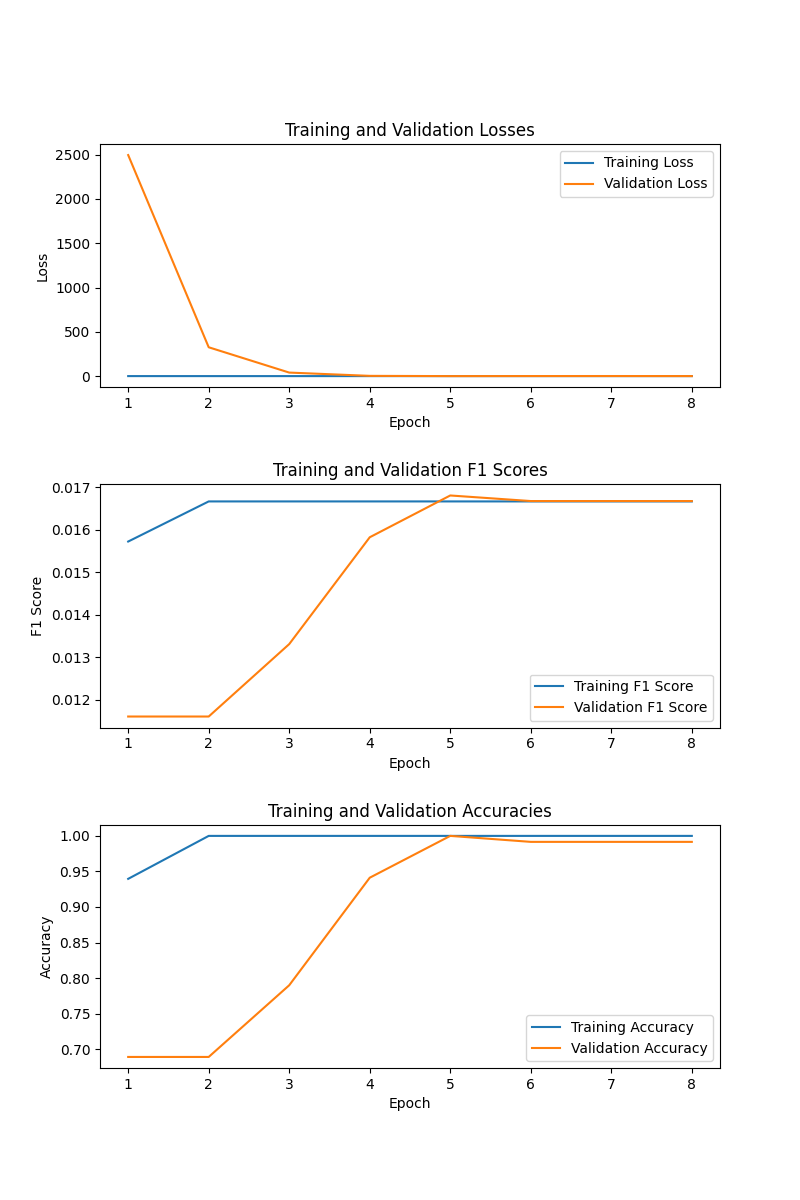 Training and Validation Losses
Training Loss
Validation Loss
2500
2000
1500
1000
500
0
Loss
1 2 3 4 5 6 7 8
Epoch
Training and Validation F1 Scores
0.017
0.016
0.015
0.014
0.013
0.012
F1 Score
Training F1 Score
Validation F1 Score
1 2 3 4 5 6 7 8
Epoch
Training and Validation Accuracies
1.00
0.95
0.90
0.85
0.80
0.75
0.70
Accuracy
Training Accuracy
Validation Accuracy
1 2 3 4 5 6 7 8
Epoch